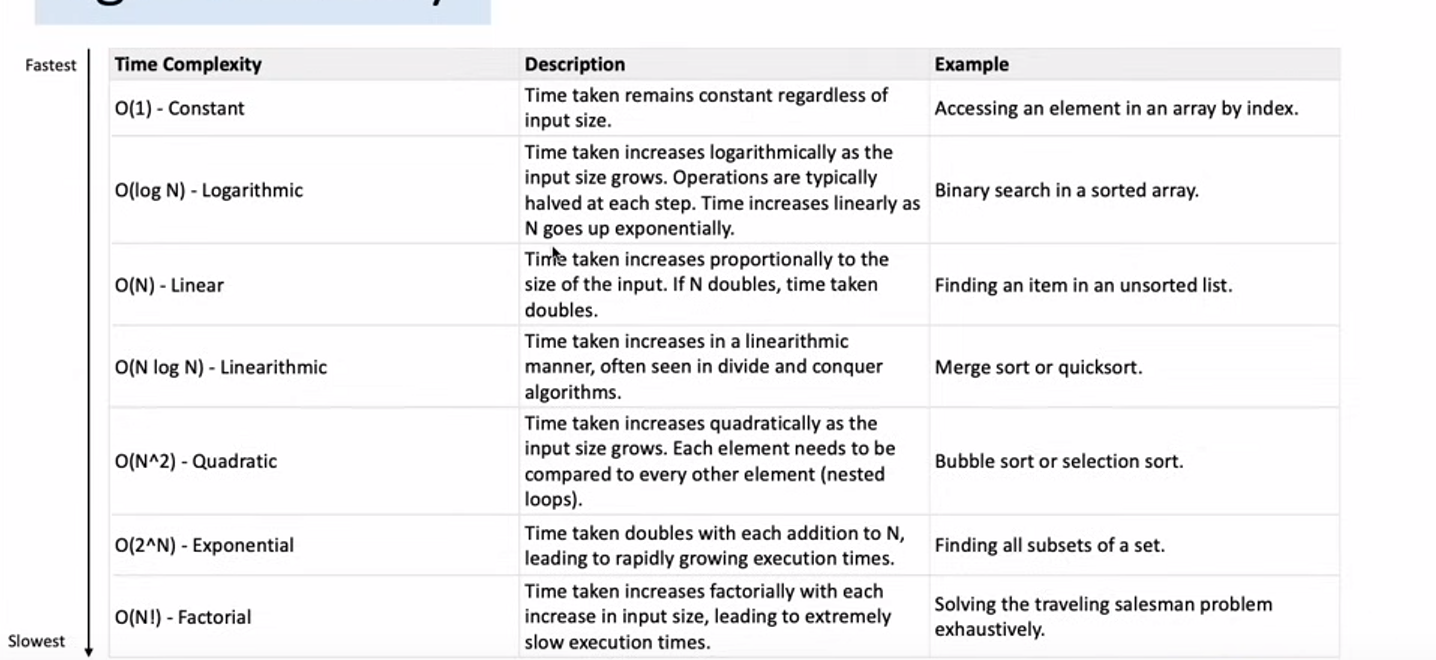 Fastest
Time Complexity
Description
Example
O(1) - Constant
Time taken remains constant regardless of
input size.
Accessing an element in an array by index.
O(log N) - Logarithmic
Time taken increases logarithmically as the
input size grows. Operations are typically
halved at each step. Time increases linearly as
N goes up exponentially.
Binary search in a sorted array.
O(N) - Linear
Time taken increases proportionally to the
size of the input. If N doubles, time taken
doubles.
Finding an item in an unsorted list.
O(N log N) - Linearithmic
Time taken increases in a linearithmic
manner, often seen in divide and conquer
algorithms.
Merge sort or quicksort.
O(N^2) - Quadratic
Time taken increases quadratically as the
input size grows. Each element needs to be
compared to every other element (nested
loops).
Bubble sort or selection sort.
O(2^N) - Exponential
Time taken doubles with each addition to N,
leading to rapidly growing execution times.
Finding all subsets of a set.
O(N!) - Factorial
Time taken increases factorially with each
increase in input size, leading to extremely
slow execution times.
Solving the traveling salesman problem
exhaustively.
Slowest